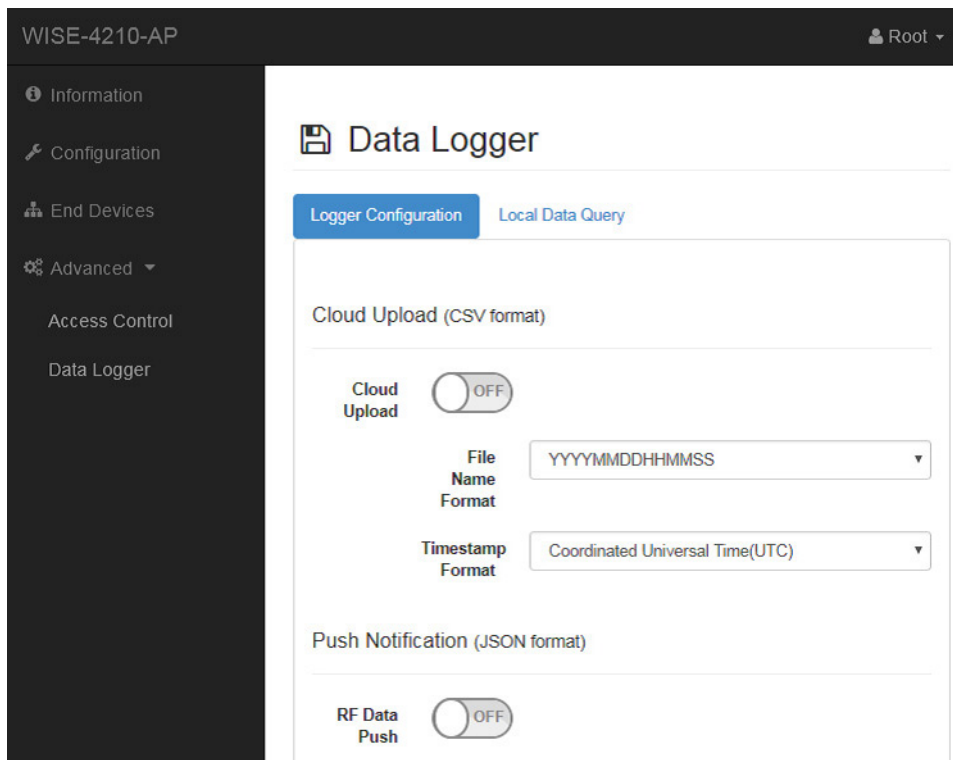 WISE-4210-AP
Root
Information
Configuration
End Devices
Advanced
Access Control
Data Logger
Data Logger
Logger Configuration
Local Data Query
Cloud Upload (CSV format)
Cloud
Upload
OFF
File
Name
Format
YYYYMMDDHHMMSS
Timestamp
Format
Coordinated Universal Time(UTC)
Push Notification (JSON format)
RF Data
Push
OFF